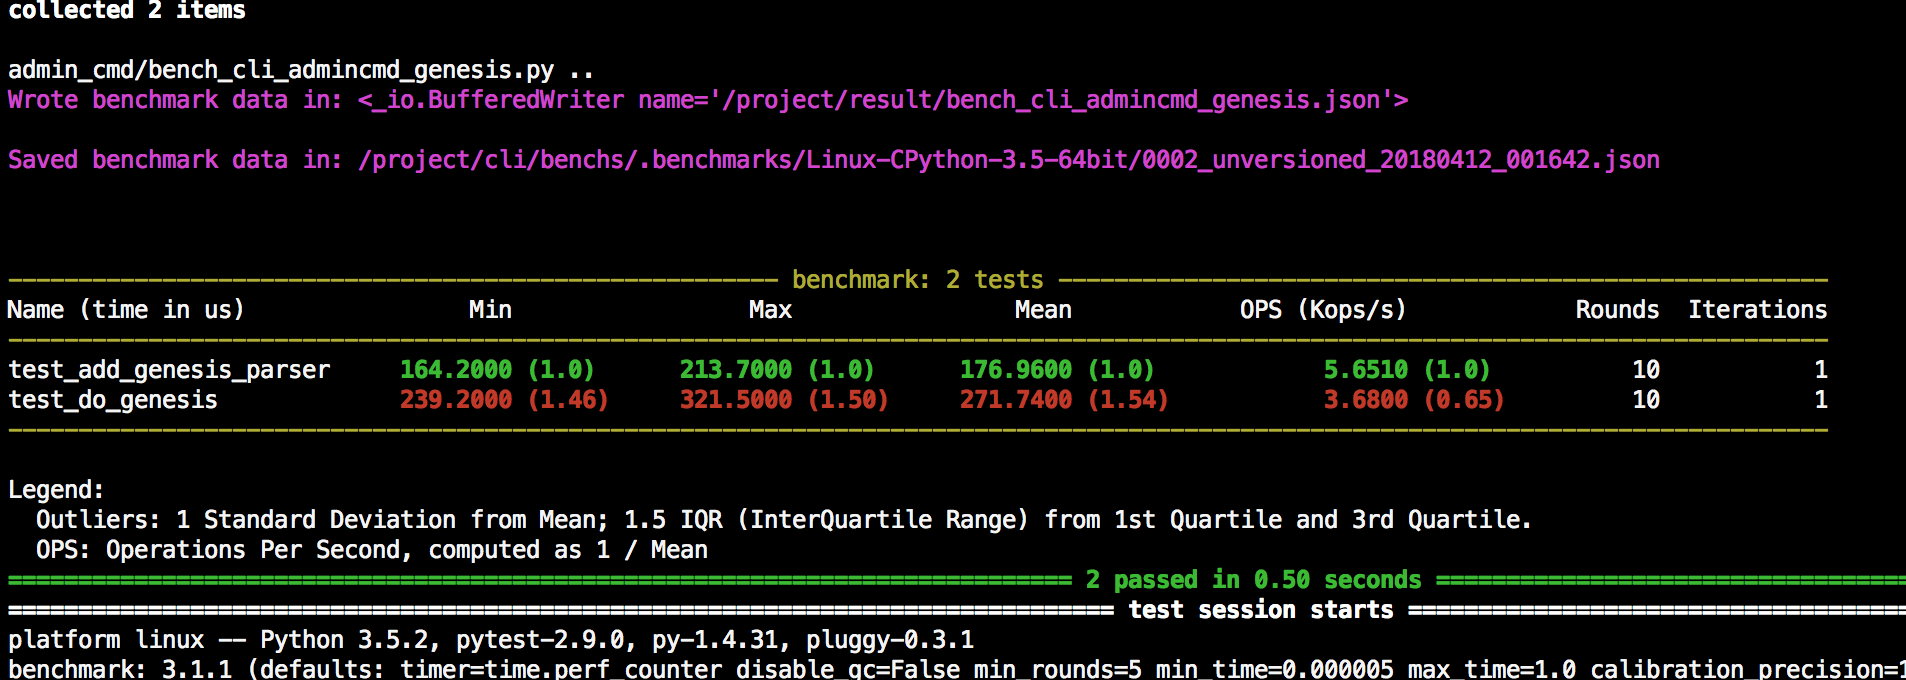 collected 2 items
admin_cmd/bench_cli_admincmd_genesis.py ..
Wrote benchmark data in: <_io.BufferedWriter name='/project/result/bench_cli_admincmd_genesis.json'>
Saved benchmark data in: /project/cli/benchs/.benchmarks/Linux-CPython-3.5-64bit/0002_unversioned_20180412_001642.json
benchmark: 2 tests
Name (time in us) Min Max Mean OPS (Kops/s) Rounds Iterations
test_add_genesis_parser 164.2000 (1.0) 213.7000 (1.0) 176.9600 (1.0) 5.6510 (1.0) 10 1
test_do_genesis 239.2000 (1.46) 321.5000 (1.50) 271.7400 (1.54) 3.6800 (0.65) 10 1
Legend:
Outliers: 1 Standard Deviation from Mean; 1.5 IQR (InterQuartile Range) from 1st Quartile and 3rd Quartile.
OPS: Operations Per Second, computed as 1 / Mean
2 passed in 0.50 seconds
test session starts
platform linux -- Python 3.5.2, pytest-2.9.0, py-1.4.31, pluggy-0.3.1
benchmark: 3.1.1 (defaults: timer=time.perf_counter disable_gc=False min_rounds=5 min_time=0.000005 max_time=1.0 calibration_precision=1